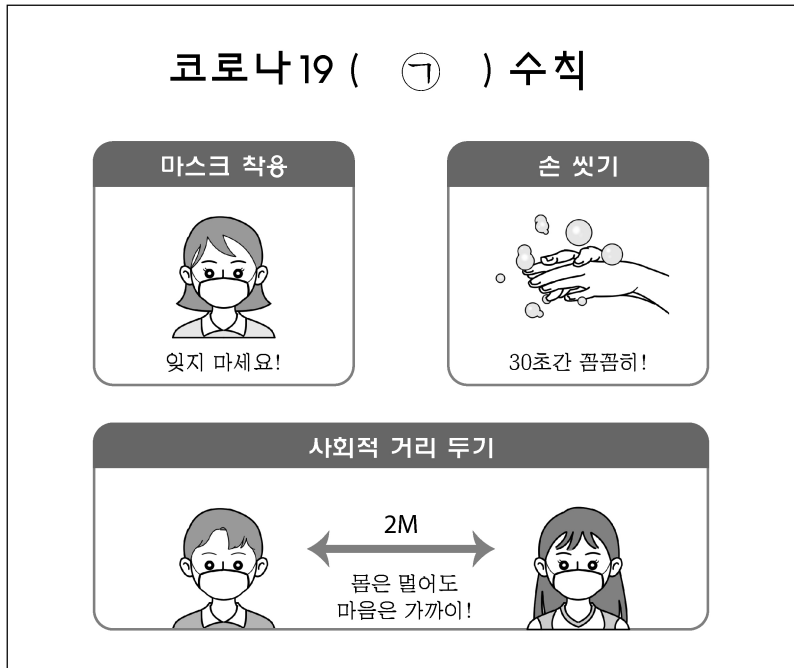 코로나19 ( ㉠ ) 수칙
마스크 착용
잊지 마세요!
손 씻기
30초간 꼼꼼히!
사회적 거리 두기
2M
몸은 멀어도
마음은 가까이!